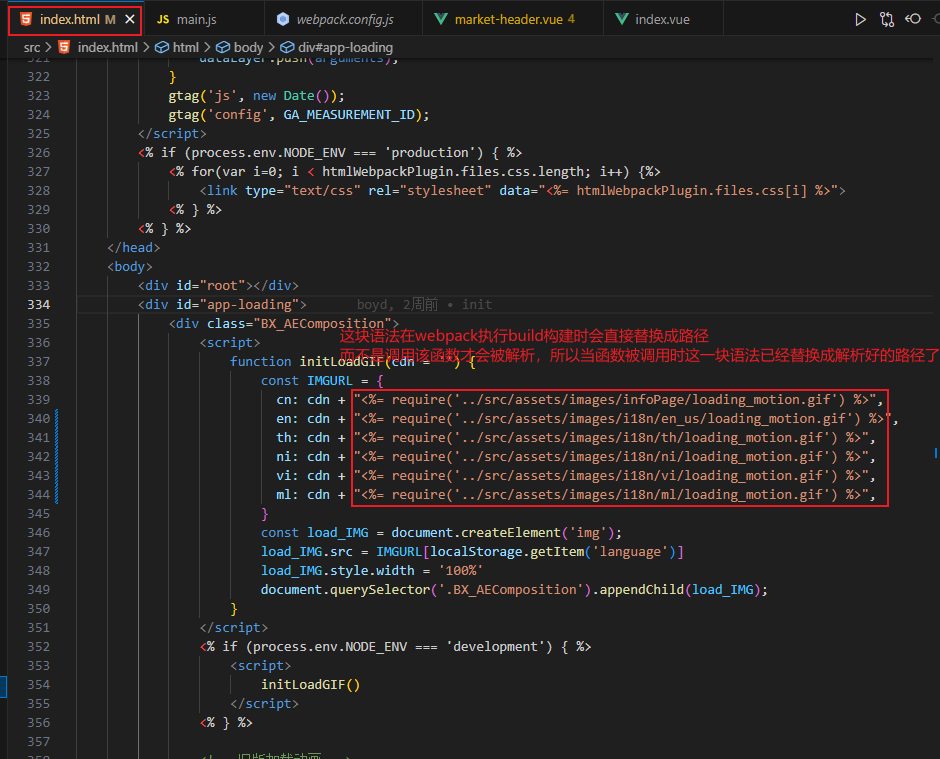 index.html M ×
JS main.js
webpack.config.js
market-header.vue 4
index.vue
src > index.html > html > body > div#app-loading
321 dataLayer.push(arguments);
322 }
323 gtag('js', new Date());
324 gtag('config', GA_MEASUREMENT_ID);
325 </script>
326 <% if (process.env.NODE_ENV === 'production') { %>
327 <% for(var i=0; i < htmlWebpackPlugin.files.css.length; i++) {%>
328 <link type="text/css" rel="stylesheet" data="<%= htmlWebpackPlugin.files.css[i] %>">
329 <% } %>
330 <% } %>
331 </head>
332 <body>
333 <div id="root"></div>
334 <div id="app-loading"> boyd, 2周前 • init
335 <div class="BX_AEComposition">
这块语法在webpack执行build构建时会直接替换成路径
336 <script>
而不是调用该函数才会被解析，所以当函数被调用时这一块语法已经替换成解析好的路径了
337 function initLoadGIF(cdn = '') {
338 const IMGURL = {
339 cn: cdn + "<%= require('../src/assets/images/infoPage/loading_motion.gif') %>",
340 en: cdn + "<%= require('../src/assets/images/i18n/en_us/loading_motion.gif') %>",
341 th: cdn + "<%= require('../src/assets/images/i18n/th/loading_motion.gif') %>",
342 ni: cdn + "<%= require('../src/assets/images/i18n/ni/loading_motion.gif') %>",
343 vi: cdn + "<%= require('../src/assets/images/i18n/vi/loading_motion.gif') %>",
344 ml: cdn + "<%= require('../src/assets/images/i18n/ml/loading_motion.gif') %>",
345 }
346 const load_IMG = document.createElement('img');
347 load_IMG.src = IMGURL[localStorage.getItem('language')]
348 load_IMG.style.width = '100%'
349 document.querySelector('.BX_AEComposition').appendChild(load_IMG);
350 }
351 </script>
352 <% if (process.env.NODE_ENV === 'development') { %>
353 <script>
354 initLoadGIF()
355 </script>
356 <% } %>
357